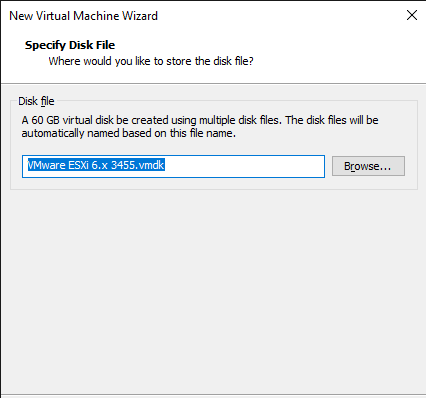 New Virtual Machine Wizard
Specify Disk File
Where would you like to store the disk file?
Disk file
A 60 GB virtual disk be created using multiple disk files. The disk files will be
automatically named based on this file name.
VMware ESXi 6.x 3455.vmdk
Browse...